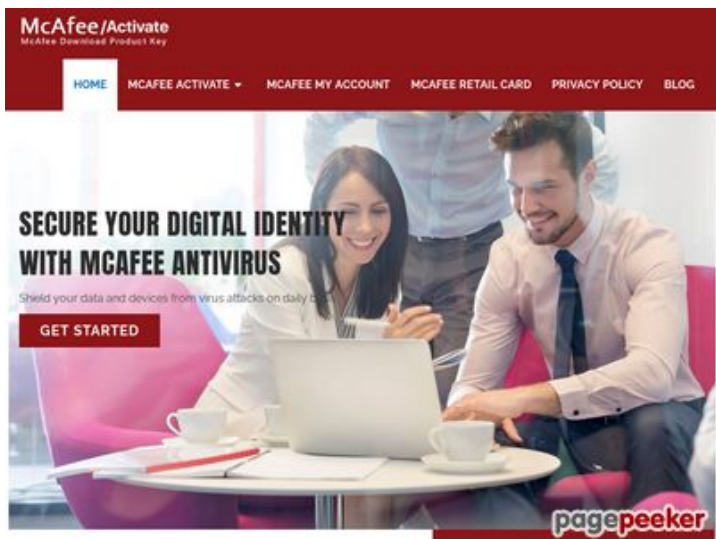 McAfee/Activate
McAfee Download Product Key
HOME MCAFEE ACTIVATE MCAFEE MY ACCOUNT MCAFEE RETAIL CARD PRIVACY POLICY BLOG
SECURE YOUR DIGITAL IDENTITY
WITH MCAFEE ANTIVIRUS
Shield your data and devices from virus attacks on daily
GET STARTED
pagepeeker